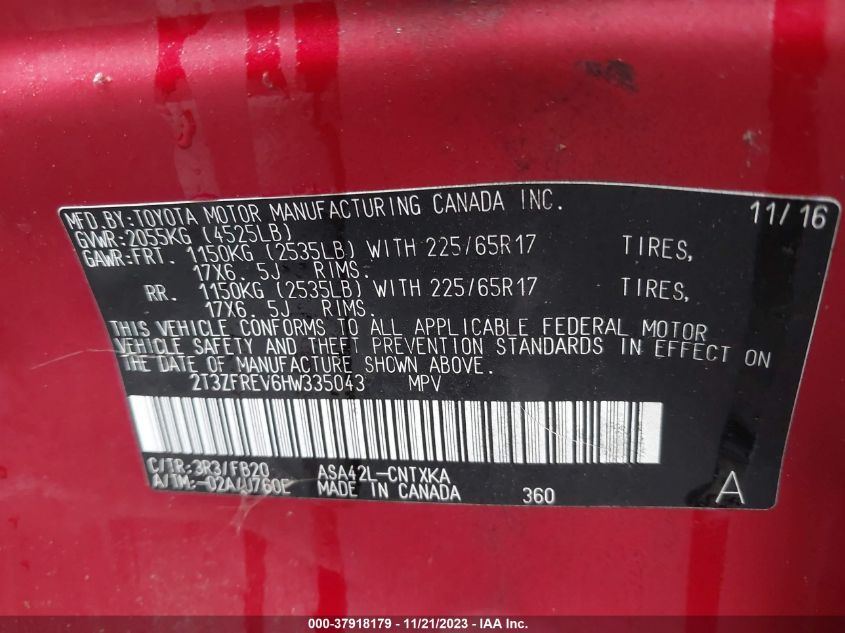 MFD.BY:TOYOTA MOTOR MANUFACTURING CANADA INC. 11/16
GVWR:2055KG (4525LB)
GAWR:FRT. 1150KG (2535LB) WITH 225/65R17 TIRES,
17X6.5J RIMS.
RR. 1150KG (2535LB) WITH 225/65R17 TIRES,
17X6.5J RIMS.
THIS VEHICLE CONFORMS TO ALL APPLICABLE FEDERAL MOTOR
VEHICLE SAFETY AND THEFT PREVENTION STANDARDS IN EFFECT ON
THE DATE OF MANUFACTURE SHOWN ABOVE.
2T3ZFREV6HW335043 MPV
C/TR:3R3/FB20 ASA42L-CNTXKA
A/TM:-02A/U760E MADE IN CANADA 360 A
000-37918179 - 11/21/2023 - IAA Inc.